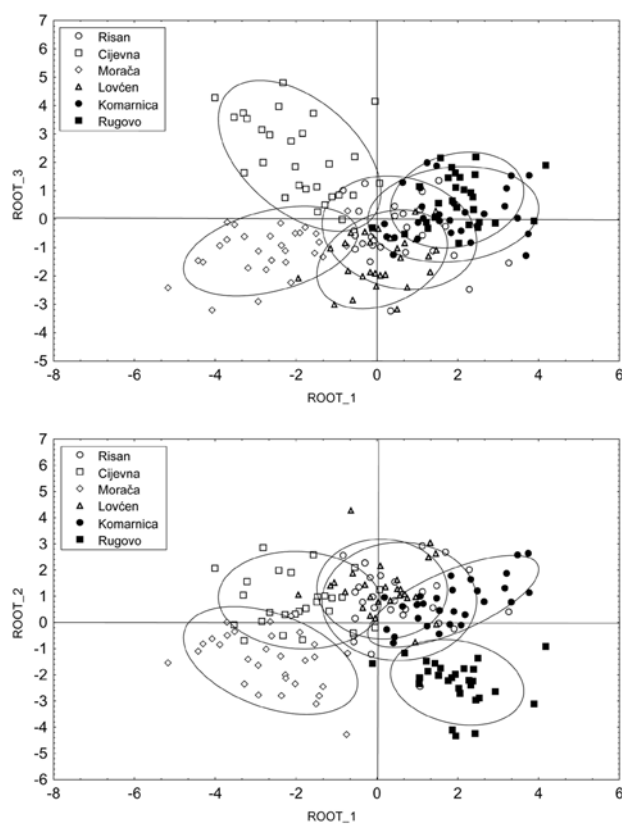 7
6
5
4
3
2
1
0
-1
-2
-3
-4
-5
ROOT_3
Risan
Cijevna
Morača
Lovćen
Komarnica
Rugovo
-8 -6 -4 -2 0 2 4 6
ROOT_1
7
6
5
4
3
2
1
0
-1
-2
-3
-4
-5
-6
ROOT_2
Risan
Cijevna
Morača
Lovćen
Komarnica
Rugovo
-8 -6 -4 -2 0 2 4 6
ROOT_1